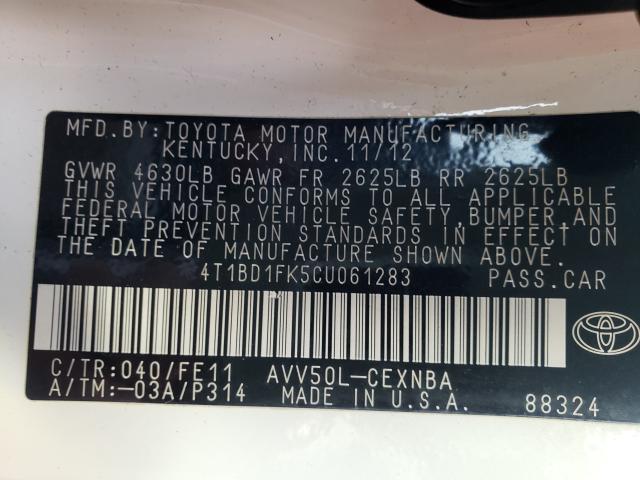 MFD. BY: TOYOTA MOTOR MANUFACTURING
KENTUCKY, INC. 11/12
GVWR 4630LB GAWR FR 2625LB RR 2625LB
THIS VEHICLE CONFORMS TO ALL APPLICABLE
FEDERAL MOTOR VEHICLE SAFETY, BUMPER, AND
THEFT PREVENTION STANDARDS IN EFFECT ON
THE DATE OF MANUFACTURE SHOWN ABOVE.
4T1BD1FK5CU061283 PASS.CAR
C/TR:040/FE11 AVV50L-CEXNBA
A/TM:-03A/P314 MADE IN U.S.A. 88324